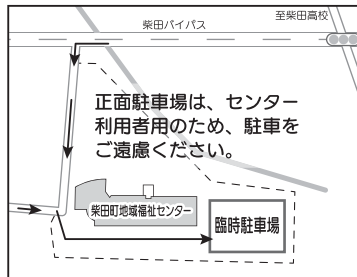 柴田バイパス
至柴田高校
正面駐車場は、センター
利用者用のため、駐車を
ご遠慮ください。
柴田町地域福祉センター
臨時駐車場